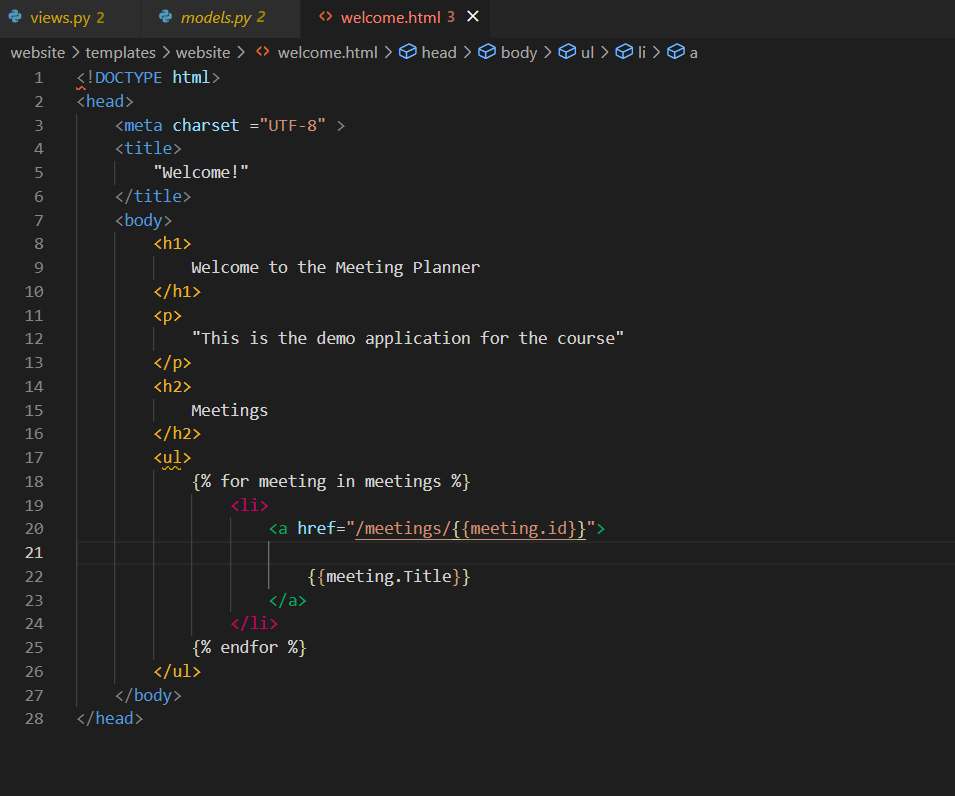 views.py 2 models.py 2 <> welcome.html 3 ×
website > templates > website > <> welcome.html > head > body > ul > li > a
1 <!DOCTYPE html>
2 <head>
3 <meta charset ="UTF-8" >
4 <title>
5 "Welcome!"
6 </title>
7 <body>
8 <h1>
9 Welcome to the Meeting Planner
10 </h1>
11 <p>
12 "This is the demo application for the course"
13 </p>
14 <h2>
15 Meetings
16 </h2>
17 <ul>
18 {% for meeting in meetings %}
19 <li>
20 <a href="/meetings/{{meeting.id}}">
21
22 {{meeting.Title}}
23 </a>
24 </li>
25 {% endfor %}
26 </ul>
27 </body>
28 </head>